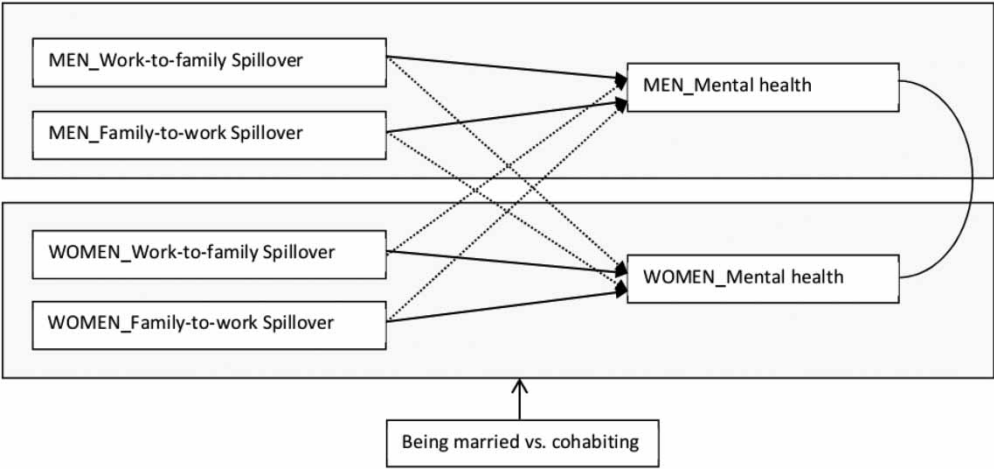 MEN_Work-to-family Spillover
MEN_Mental health
MEN_Family-to-work Spillover
WOMEN_Work-to-family Spillover
WOMEN_Mental health
WOMEN_Family-to-work Spillover
Being married vs. cohabiting